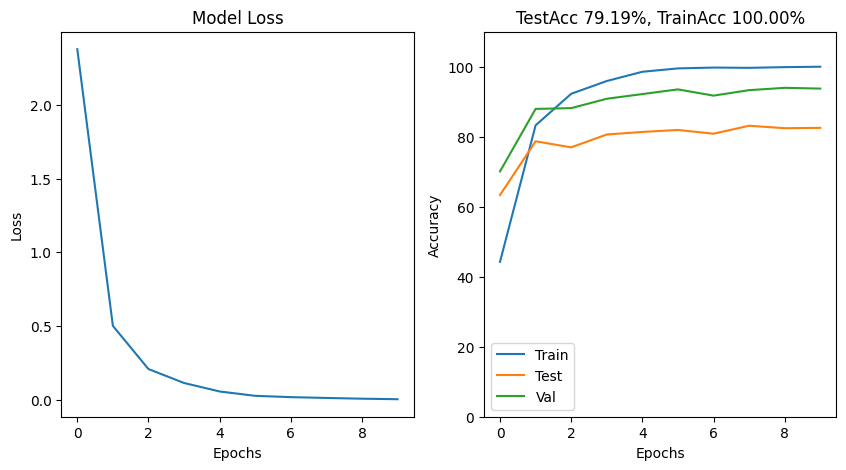 Model Loss
Loss
2.0
1.5
1.0
0.5
0.0
0 2 4 6 8
Epochs
TestAcc 79.19%, TrainAcc 100.00%
Accuracy
100
80
60
40
20
0
Train
Test
Val
0 2 4 6 8
Epochs